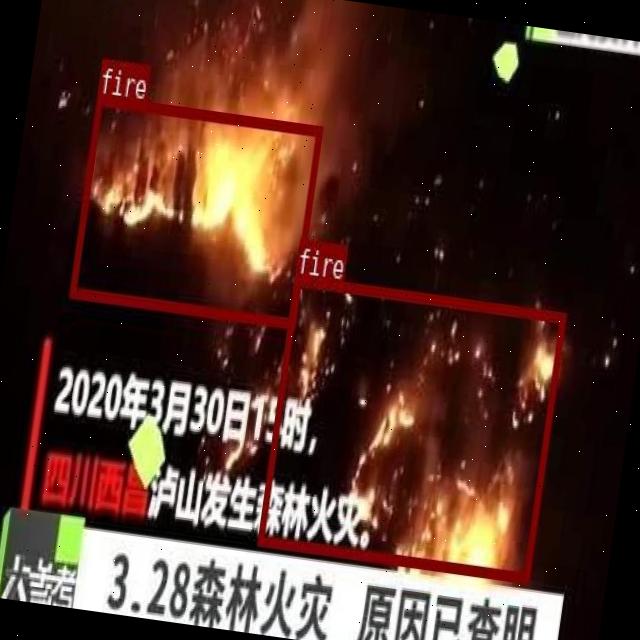 fire
fire
2020年3月30日15时,
四川西昌泸山发生森林火灾。
3.28森林火灾 原因已查明